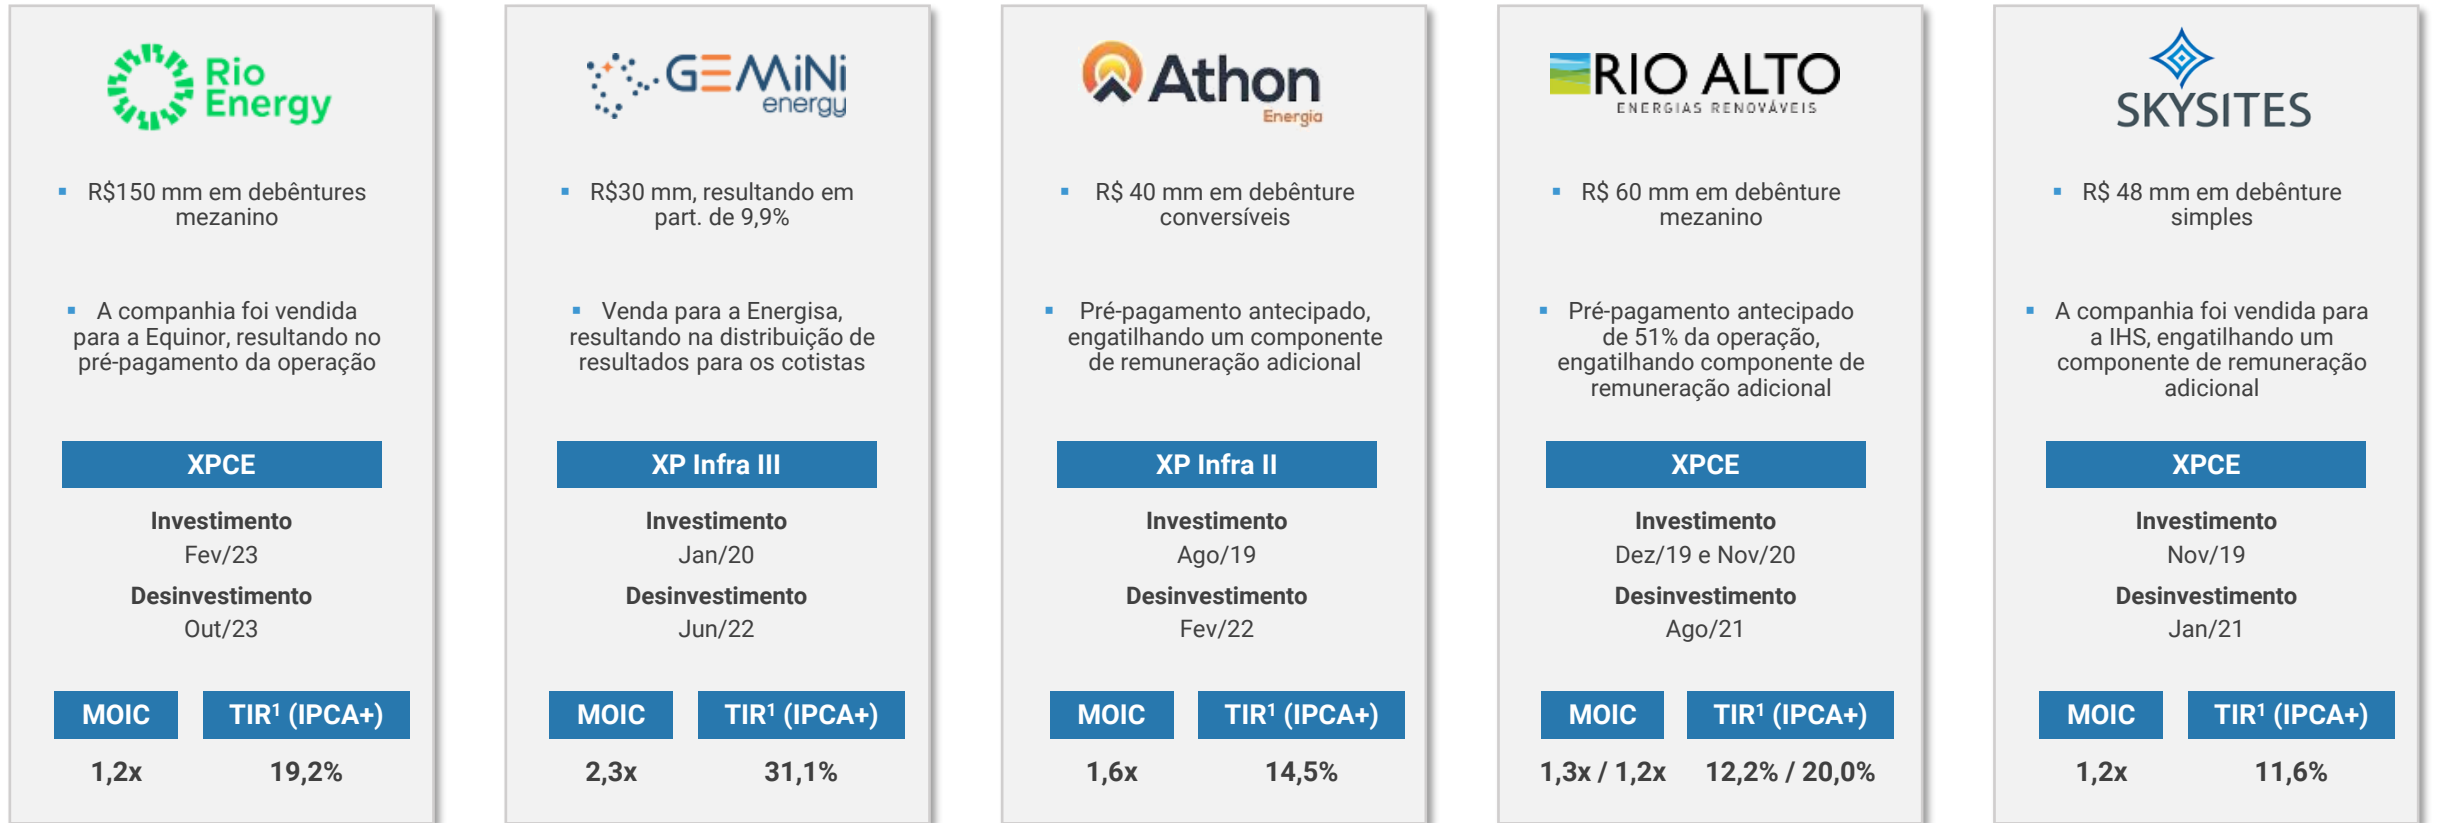 Rio
Energy
R$150 mm em debêntures
mezanino
A companhia foi vendida
para a Equinor, resultando no
pré-pagamento da operação
XPCE
Investimento
Fev/23
Desinvestimento
Out/23
MOIC
TIR¹ (IPCA+)
1,2x
19,2%
GEMiNi
energy
R$30 mm, resultando em
part. de 9,9%
Venda para a Energisa,
resultando na distribuição de
resultados para os cotistas
XP Infra III
Investimento
Jan/20
Desinvestimento
Jun/22
MOIC
TIR¹ (IPCA+)
2,3x
31,1%
Athon
Energia
R$ 40 mm em debênture
conversíveis
Pré-pagamento antecipado,
engatilhando um componente
de remuneração adicional
XP Infra II
Investimento
Ago/19
Desinvestimento
Fev/22
MOIC
TIR¹ (IPCA+)
1,6x
14,5%
RIO ALTO
ENERGIAS RENOVÁVEIS
R$ 60 mm em debênture
mezanino
Pré-pagamento antecipado
de 51% da operação,
engatilhando componente de
remuneração adicional
XPCE
Investimento
Dez/19 e Nov/20
Desinvestimento
Ago/21
MOIC
TIR¹ (IPCA+)
1,3x / 1,2x
12,2% / 20,0%
SKYSITES
R$ 48 mm em debênture
simples
A companhia foi vendida para
a IHS, engatilhando um
componente de remuneração
adicional
XPCE
Investimento
Nov/19
Desinvestimento
Jan/21
MOIC
TIR¹ (IPCA+)
1,2x
11,6%